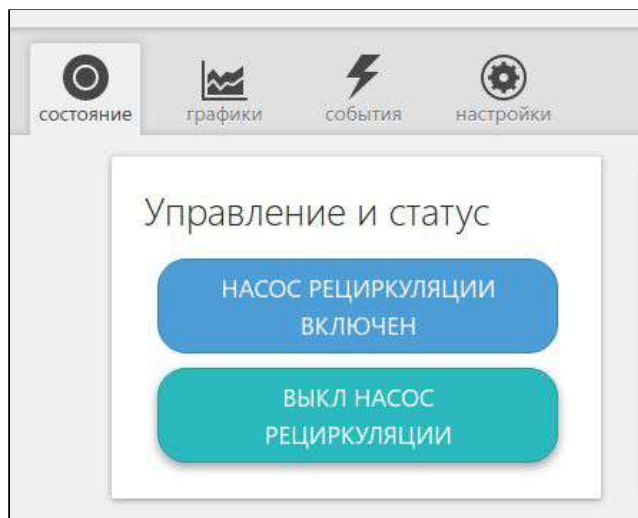 состояние
графики
события
настройки
Управление и статус
НАСОС РЕЦИРКУЛЯЦИИ
ВКЛЮЧЕН
ВЫКЛ НАСОС
РЕЦИРКУЛЯЦИИ